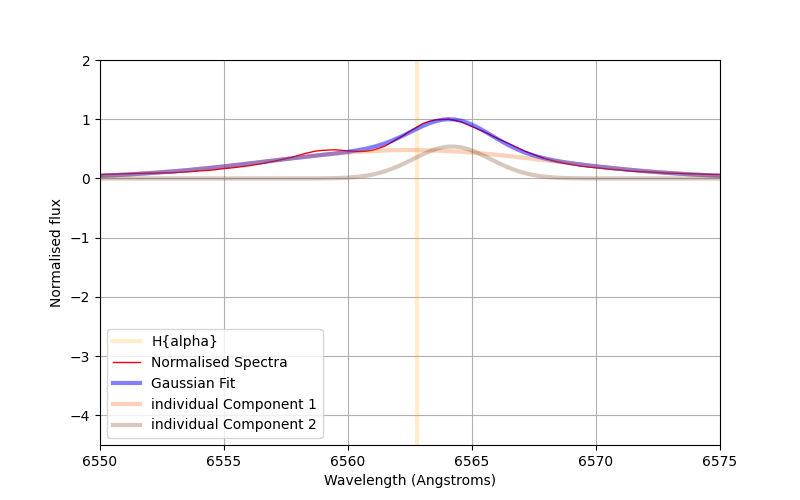 2
1
0
−1
−2
−3
−4
Normalised flux
H{alpha}
Normalised Spectra
Gaussian Fit
individual Component 1
individual Component 2
6550 6555 6560 6565 6570 6575
Wavelength (Angstroms)